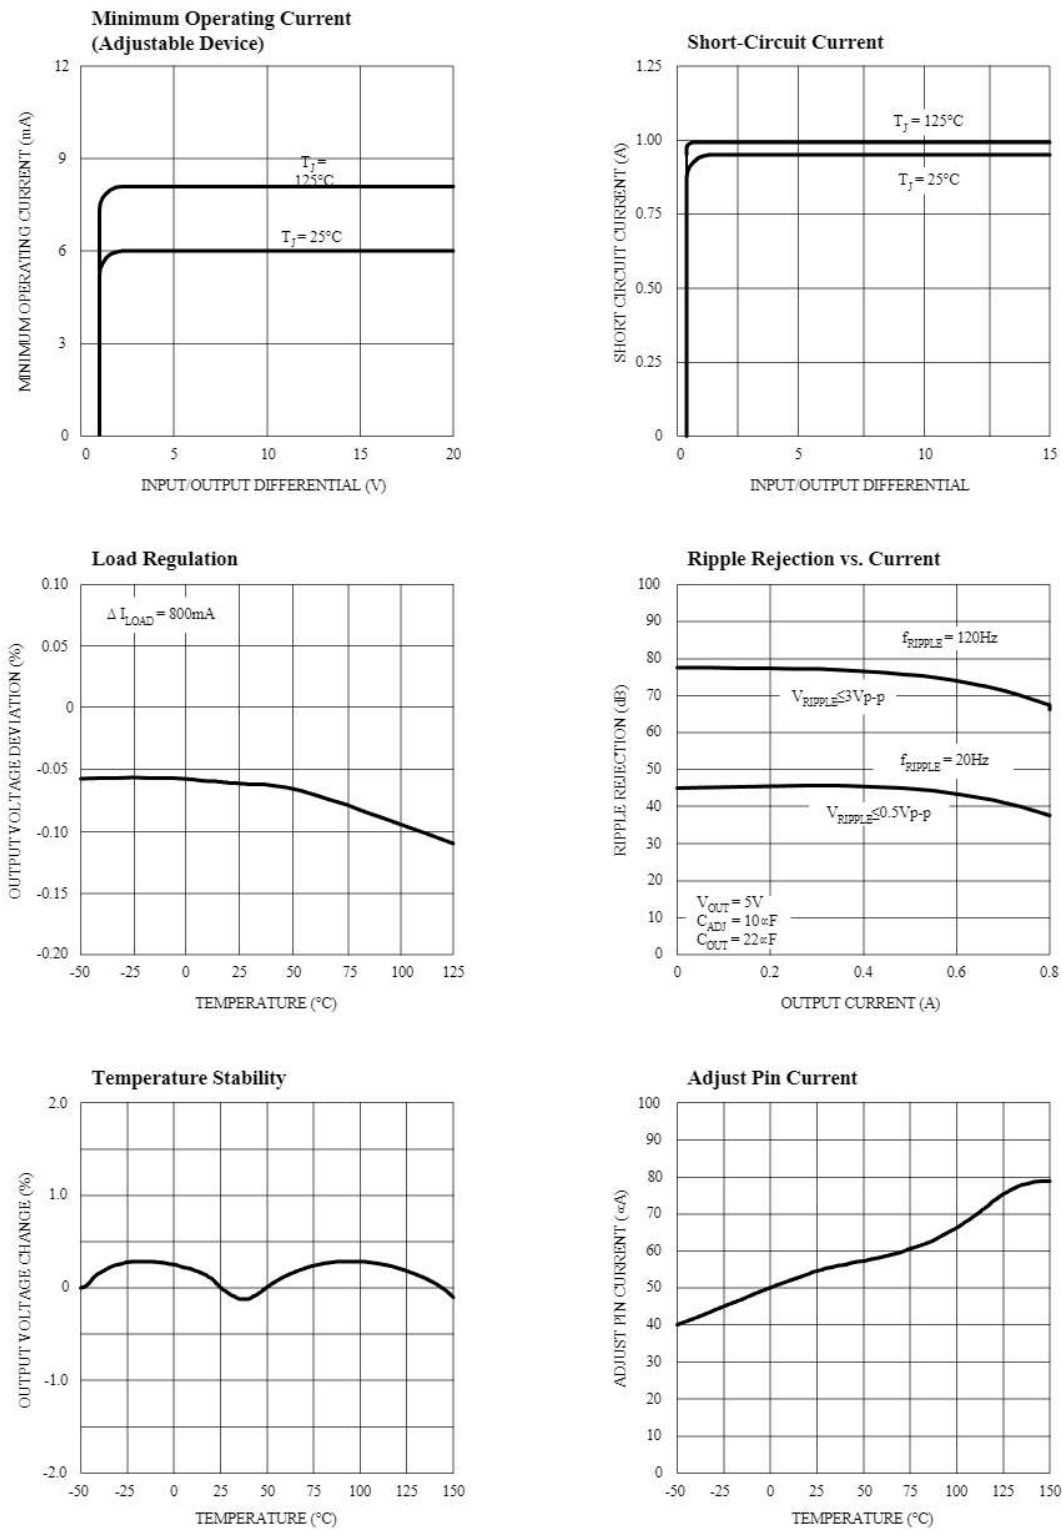 Minimum Operating Current
(Adjustable Device)
12
9
6
3
0
MINIMUM OPERATING CURRENT (mA)
TJ =
125°C
TJ = 25°C
0 5 10 15 20
INPUT/OUTPUT DIFFERENTIAL (V)
Short-Circuit Current
1.25
1.00
0.75
0.50
0.25
0
SHORT CIRCUIT CURRENT (A)
TJ = 125°C
TJ = 25°C
0 5 10 15
INPUT/OUTPUT DIFFERENTIAL
Load Regulation
0.10
0.05
0
-0.05
-0.10
-0.15
-0.20
OUTPUT VOLTAGE DEVIATION (%)
Δ ILOAD = 800mA
-50 -25 0 25 50 75 100 125
TEMPERATURE (°C)
Ripple Rejection vs. Current
100
90
80
70
60
50
40
30
20
10
0
RIPPLE REJECTION (dB)
fRIPPLE = 120Hz
VRIPPLE≤3Vp-p
fRIPPLE = 20Hz
VRIPPLE≤0.5Vp-p
VOUT = 5V
CADJ = 10∝F
COUT = 22∝F
0 0.2 0.4 0.6 0.8
OUTPUT CURRENT (A)
Temperature Stability
2.0
1.0
0
-1.0
-2.0
OUTPUT VOLTAGE CHANGE (%)
-50 -25 0 25 50 75 100 125 150
TEMPERATURE (°C)
Adjust Pin Current
100
90
80
70
60
50
40
30
20
10
0
ADJUST PIN CURRENT (∝A)
-50 -25 0 25 50 75 100 125 150
TEMPERATURE (°C)